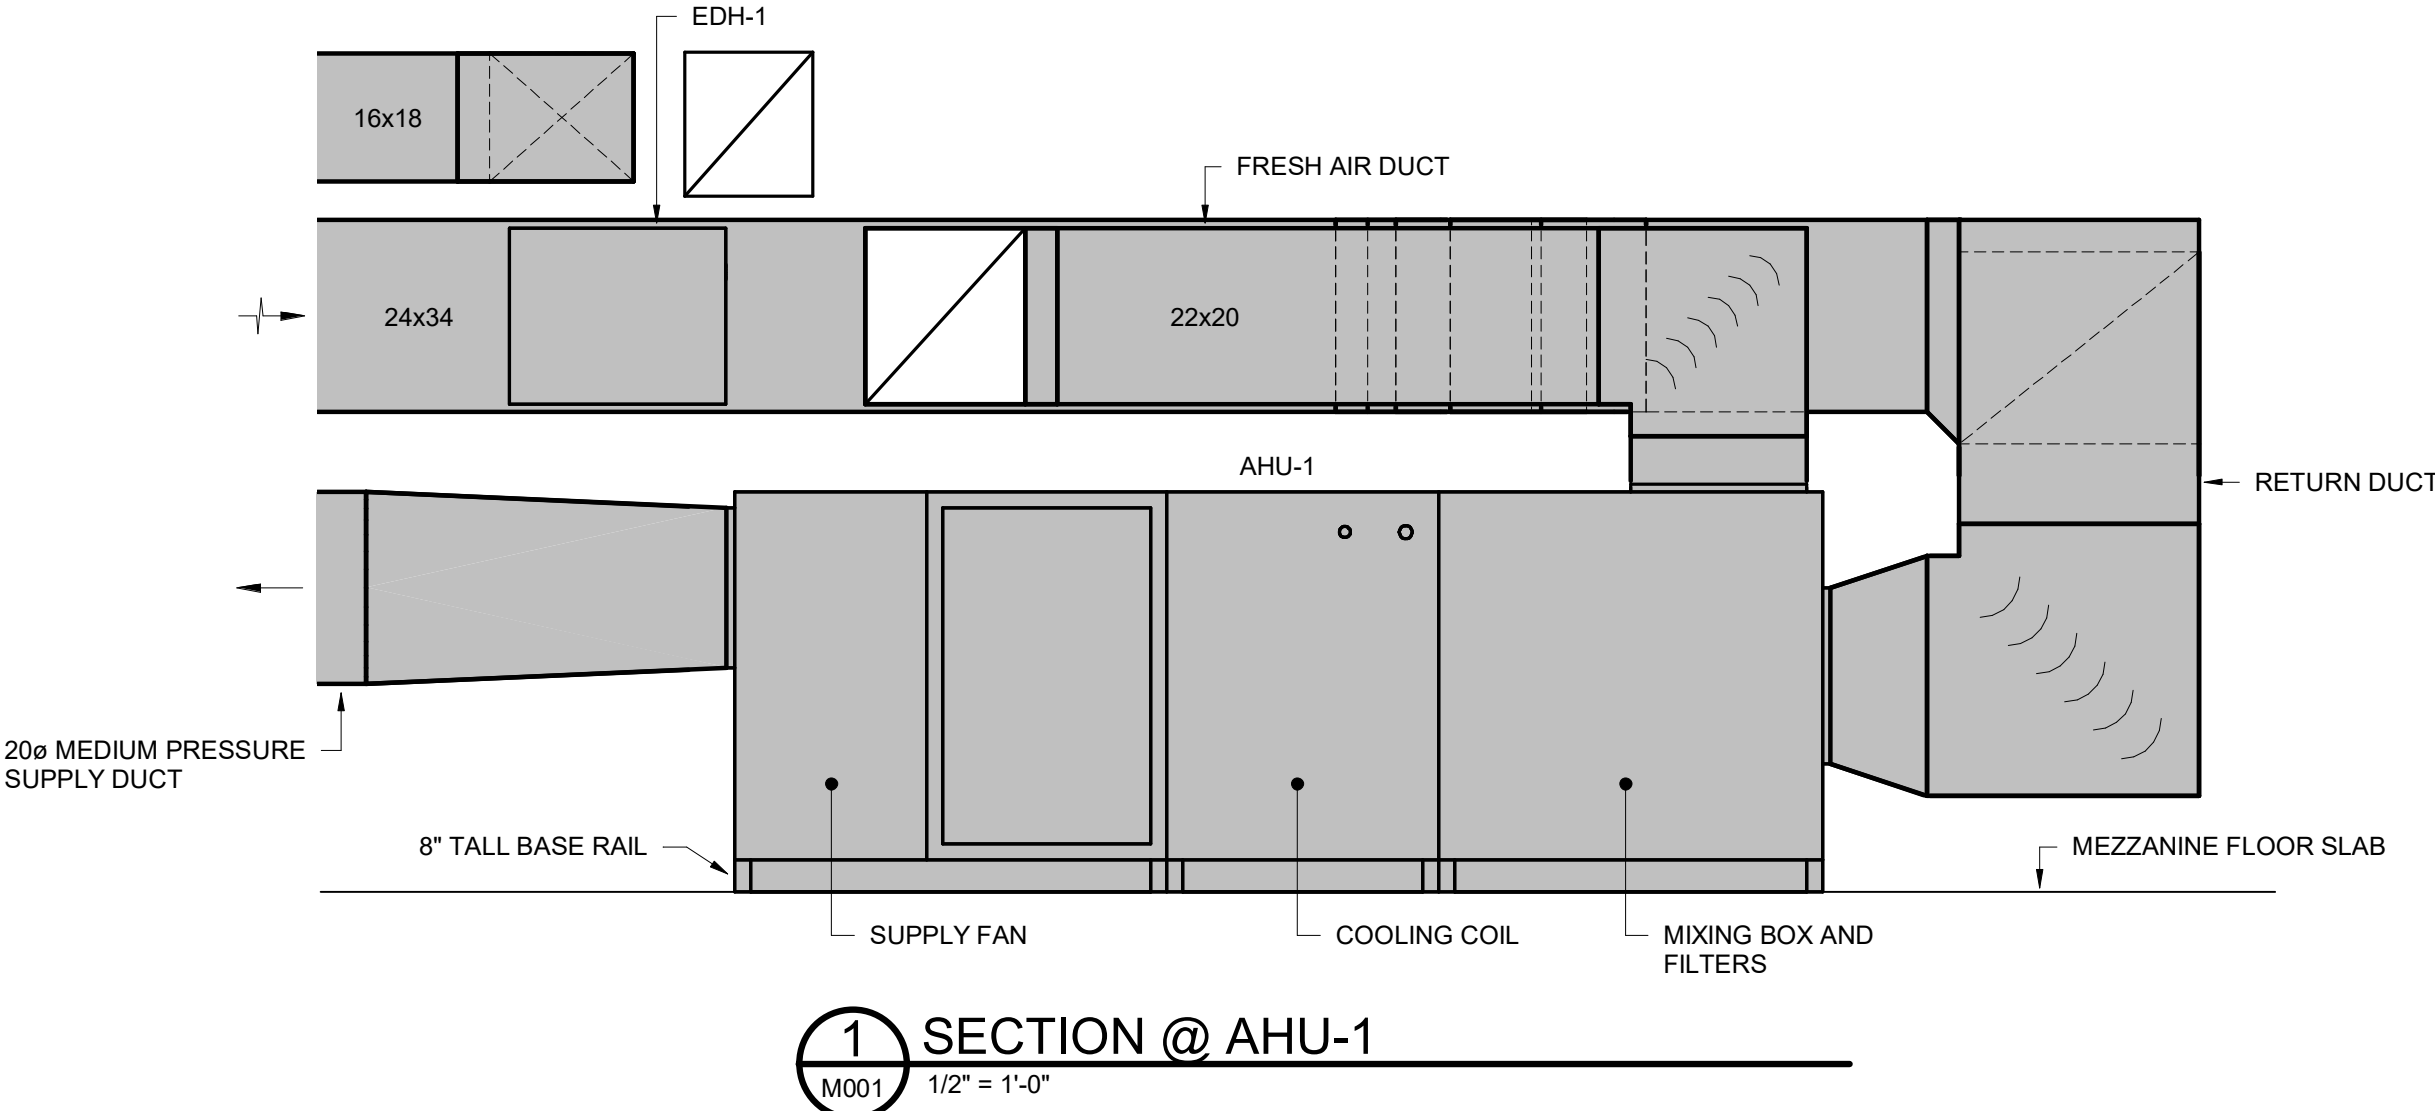 EDH-1
16x18
FRESH AIR DUCT
24x34
22x20
AHU-1
RETURN DUCT
20ø MEDIUM PRESSURE
SUPPLY DUCT
8" TALL BASE RAIL
MEZZANINE FLOOR SLAB
SUPPLY FAN
COOLING COIL
MIXING BOX AND
FILTERS
1
SECTION @ AHU-1
M001
1/2" = 1'-0"